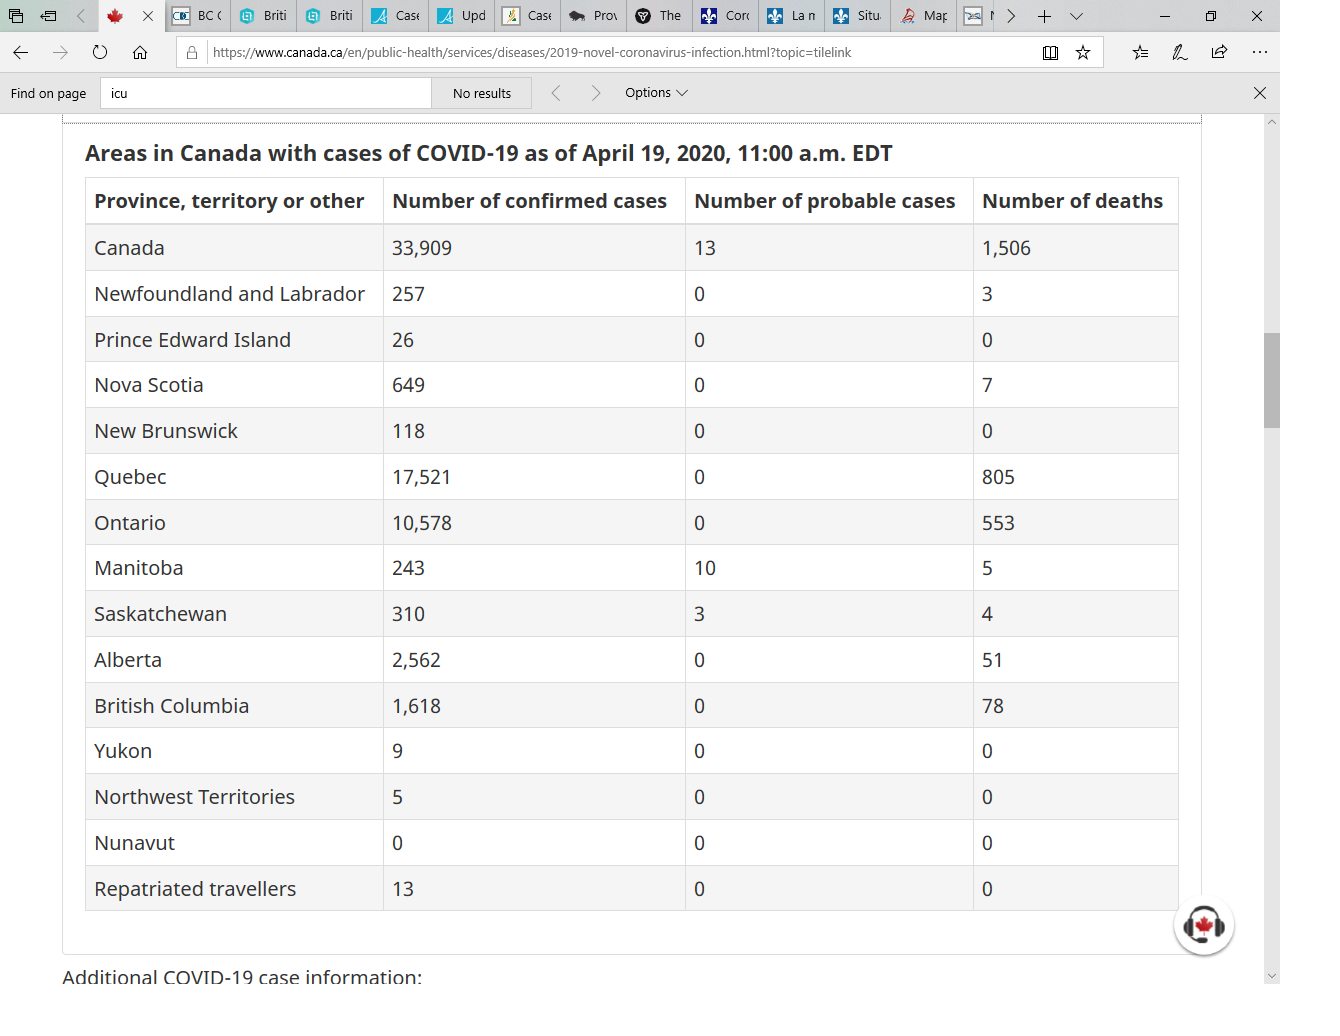 BC
Briti
Briti
Case
Upd
Case
Prov
The
Coro
La m
Situ
Map
https://www.canada.ca/en/public-health/services/diseases/2019-novel-coronavirus-infection.html?topic=tilelink
Find on page icu No results Options
Areas in Canada with cases of COVID-19 as of April 19, 2020, 11:00 a.m. EDT
Province, territory or other Number of confirmed cases Number of probable cases Number of deaths
Canada 33,909 13 1,506
Newfoundland and Labrador 257 0 3
Prince Edward Island 26 0 0
Nova Scotia 649 0 7
New Brunswick 118 0 0
Quebec 17,521 0 805
Ontario 10,578 0 553
Manitoba 243 10 5
Saskatchewan 310 3 4
Alberta 2,562 0 51
British Columbia 1,618 0 78
Yukon 9 0 0
Northwest Territories 5 0 0
Nunavut 0 0 0
Repatriated travellers 13 0 0
Additional COVID-19 case information: